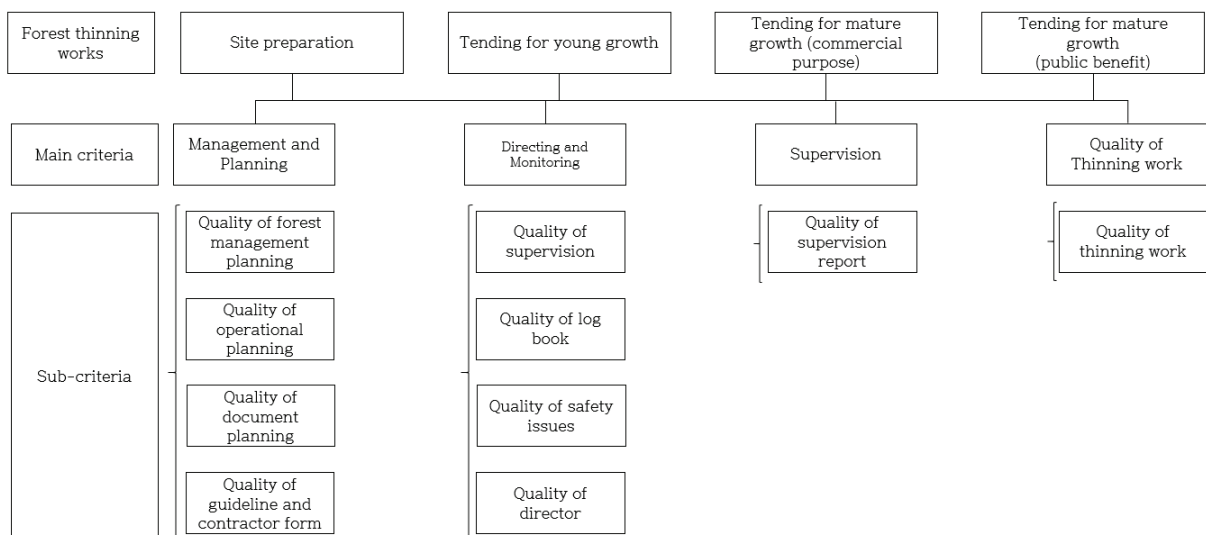 Forest thinning
works
Site preparation
Tending for young growth
Tending for mature
growth (commercial
purpose)
Tending for mature
growth
(public benefit)
Main criteria
Management and
Planning
Directing and
Monitoring
Supervision
Quality of
Thinning work
Sub-criteria
Quality of forest
management
planning
Quality of
supervision
Quality of
supervision
report
Quality of
thinning work
Quality of
operational
planning
Quality of log
book
Quality of
document
planning
Quality of safety
issues
Quality of
guideline and
contractor form
Quality of
director